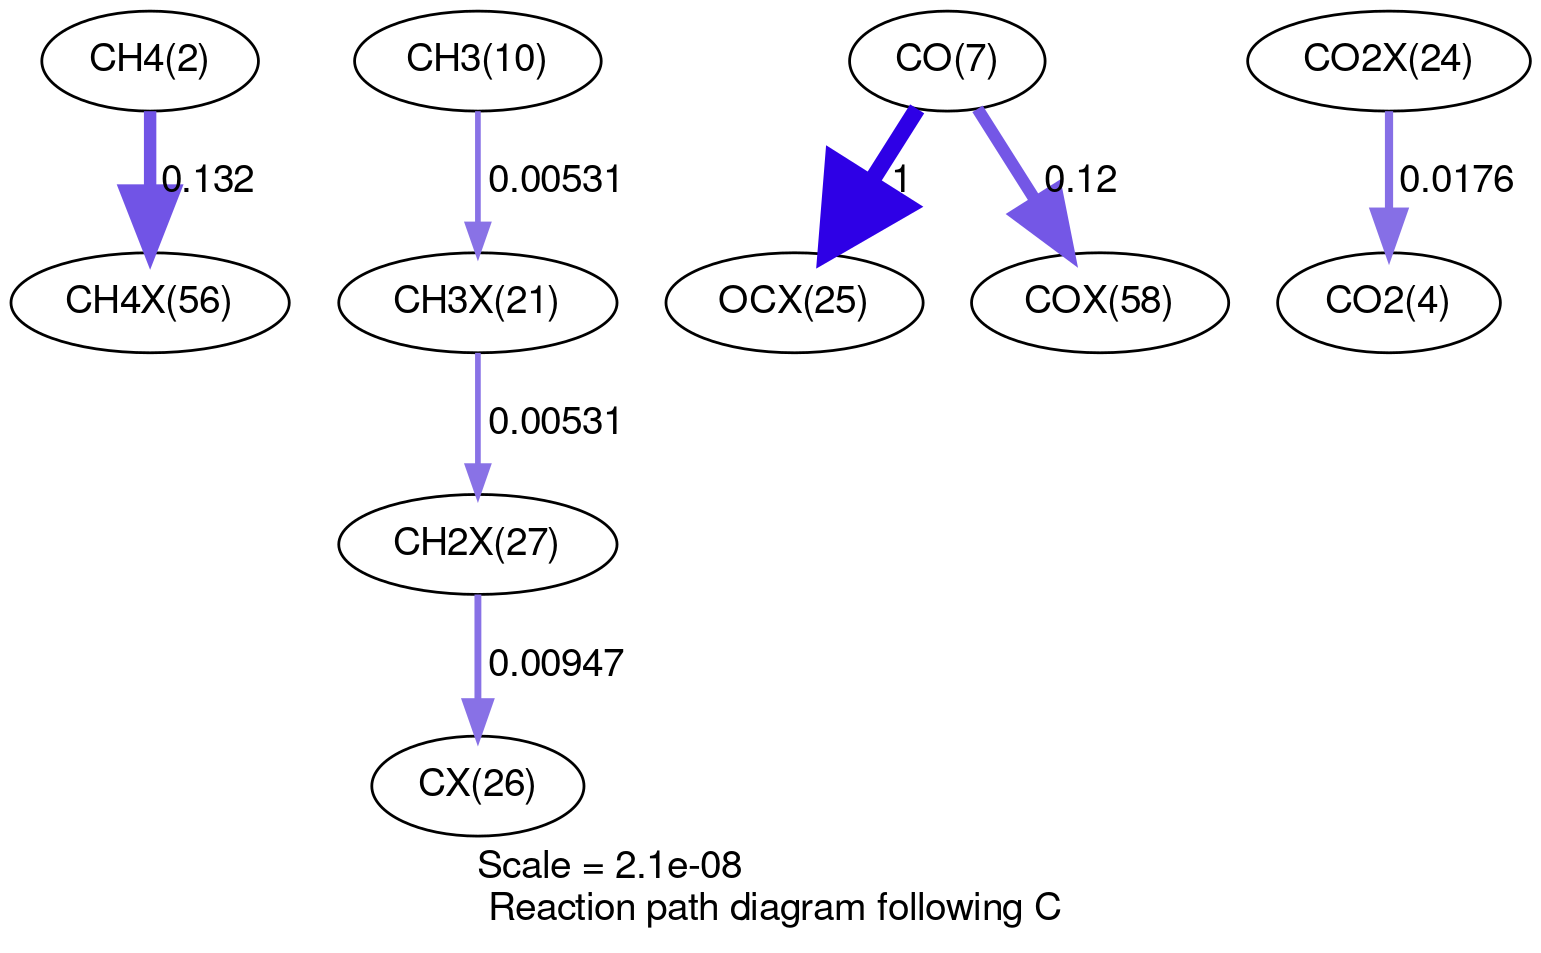 CH4(2)
CH3(10)
CO(7)
CO2X(24)
0.132
0.00531
1
0.12
0.0176
CH4X(56)
CH3X(21)
OCX(25)
COX(58)
CO2(4)
0.00531
CH2X(27)
0.00947
CX(26)
Scale = 2.1e-08
Reaction path diagram following C